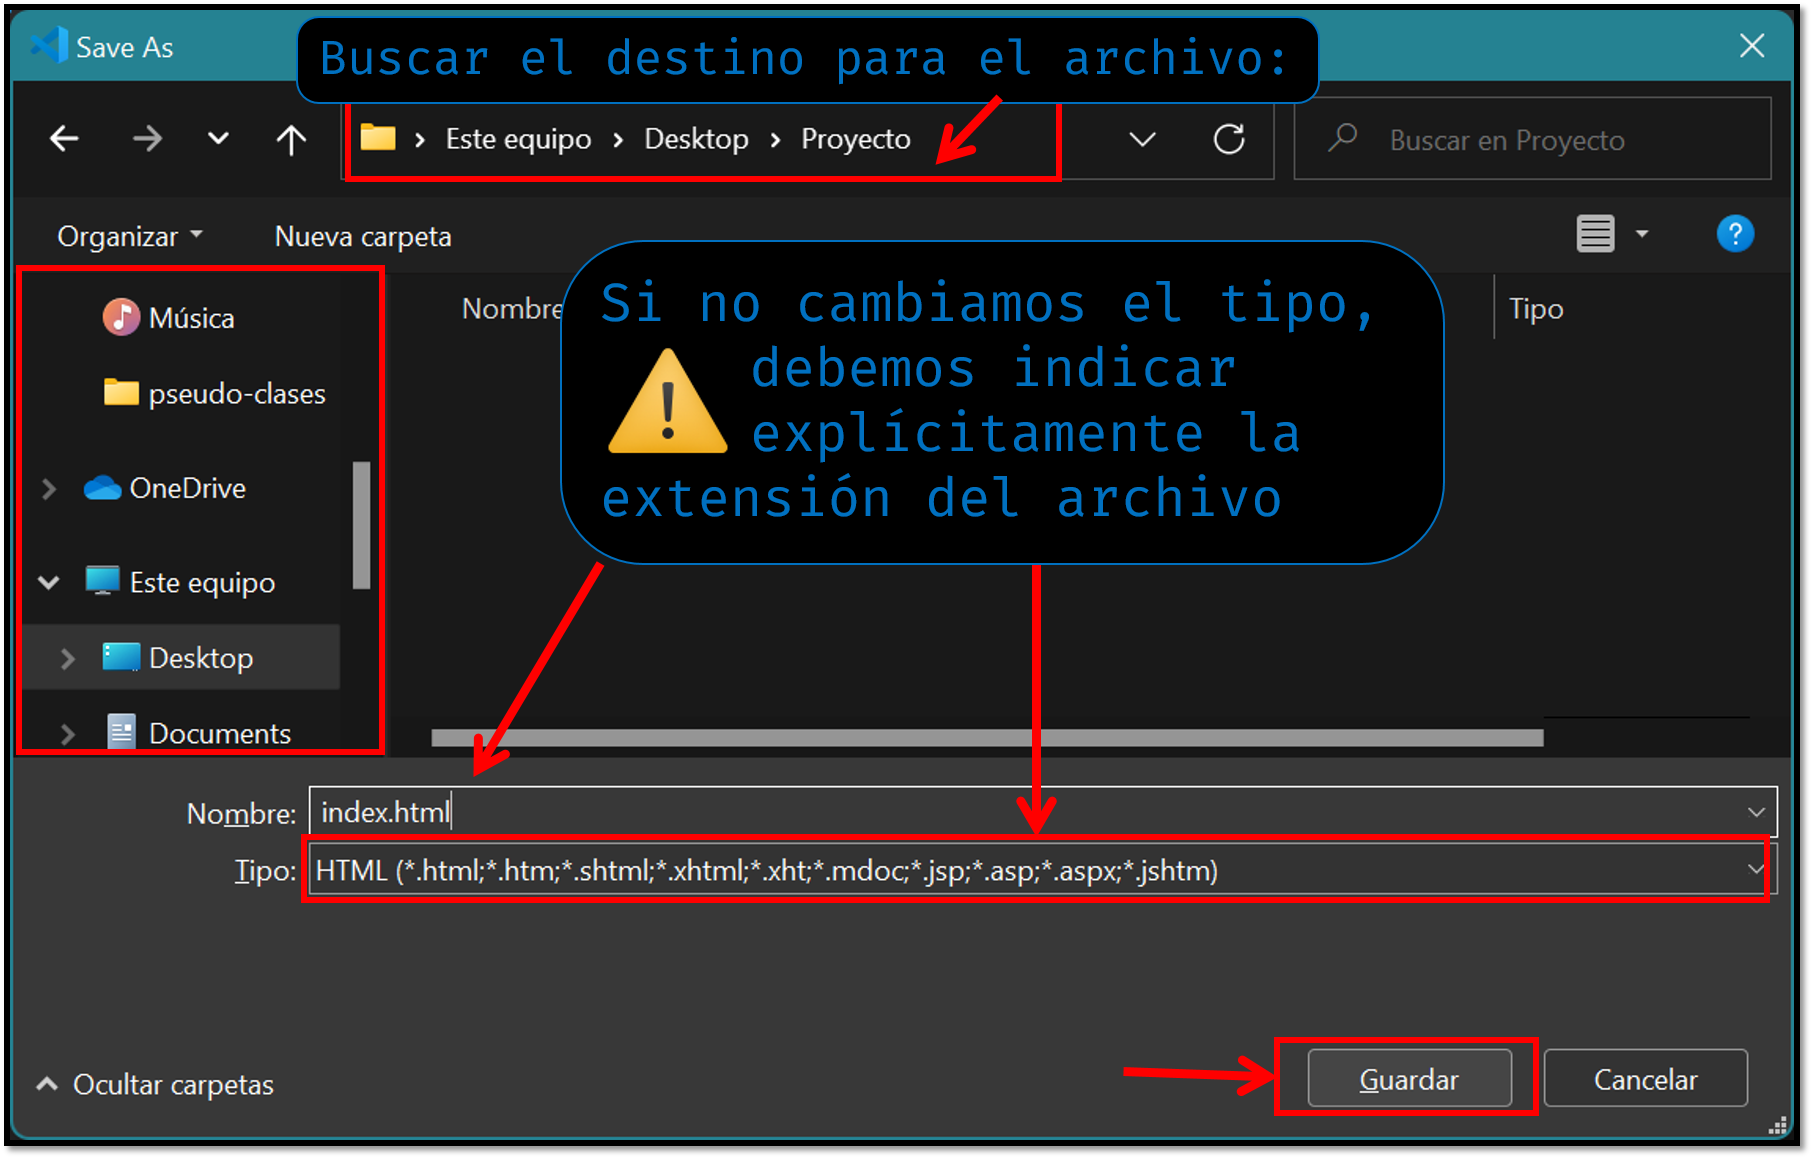 Save As
Buscar el destino para el archivo:
Este equipo > Desktop > Proyecto
Buscar en Proyecto
Organizar
Nueva carpeta
?
Nombre
Tipo
Si no cambiamos el tipo,
debemos indicar
explícitamente la
extensión del archivo
Música
pseudo-clases
OneDrive
Este equipo
Desktop
Documents
Nombre: index.html
Tipo: HTML (*.html;*.htm;*.shtml;*.xhtml;*.xht;*.mdoc;*.jsp;*.asp;*.aspx;*.jshtm)
Ocultar carpetas
Guardar
Cancelar